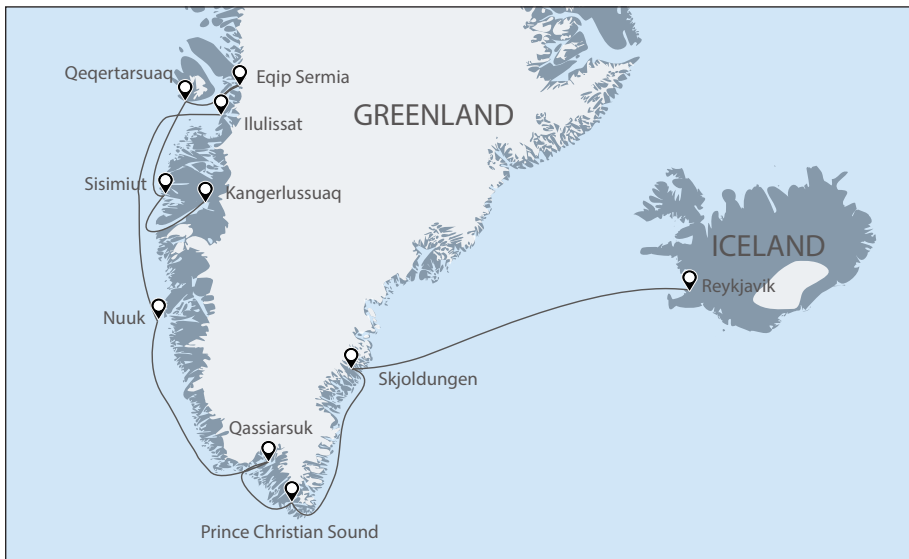 Qeqertarsuaq
Eqip Sermia
GREENLAND
Ilulissat
Sisimiut
Kangerlussuaq
ICELAND
Reykjavik
Nuuk
Skjoldungen
Qassiarsuk
Prince Christian Sound